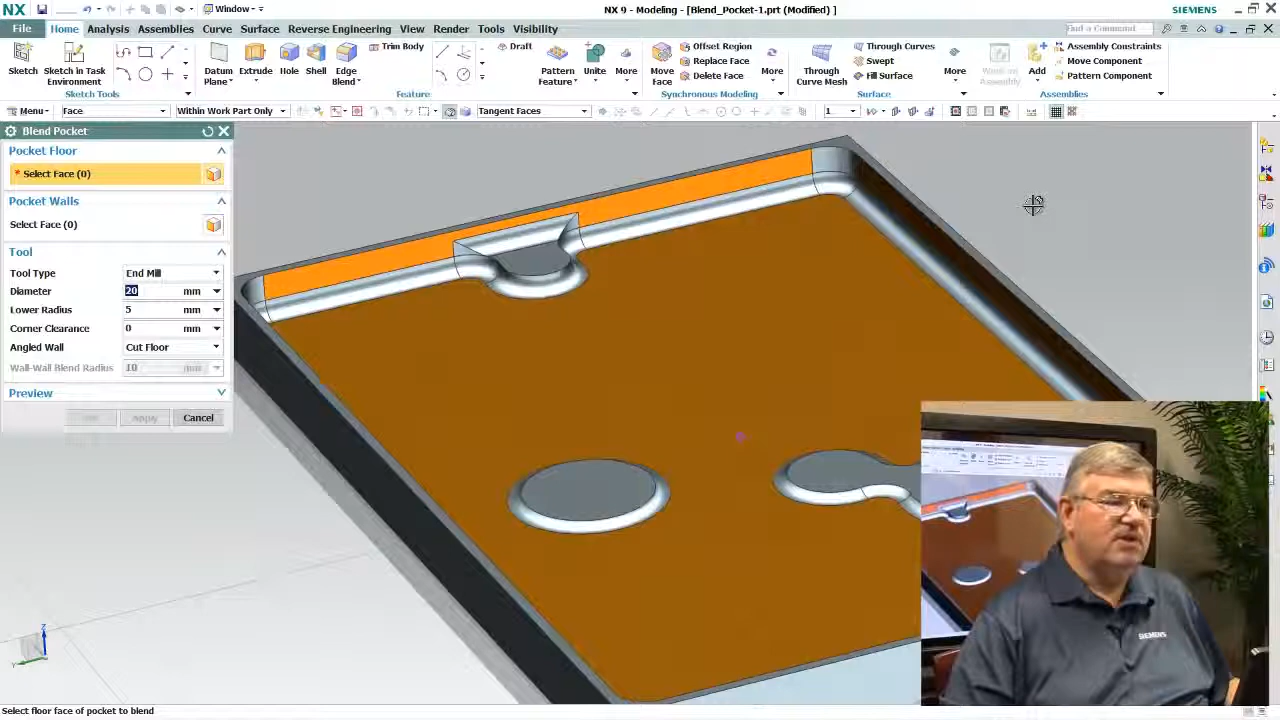 NX
Window
NX 9 - Modeling - [Blend_Pocket-1.prt (Modified) ]
SIEMENS
File Home Analysis Assemblies Curve Surface Reverse Engineering View Render Tools Visibility
Find a Command
Sketch
Sketch in Task Environment
Sketch Tools
Datum Plane
Extrude
Hole
Shell
Edge Blend
Trim Body
Draft
Pattern Feature
Unite
More
Feature
Move Face
Offset Region
Replace Face
Delete Face
More
Synchronous Modeling
Through Curve Mesh
Through Curves
Swept
Fill Surface
More
Surface
Work on Assembly
Add
Assembly Constraints
Move Component
Pattern Component
Assemblies
Menu
Face
Within Work Part Only
Tangent Faces
1
Blend Pocket
Pocket Floor
* Select Face (0)
Pocket Walls
Select Face (0)
Tool
Tool Type End Mill
Diameter 20 mm
Lower Radius 5 mm
Corner Clearance 0 mm
Angled Wall Cut Floor
Wall-Wall Blend Radius 10 mm
Preview
Apply Cancel
SIEMENS
Z
Y
Select floor face of pocket to blend